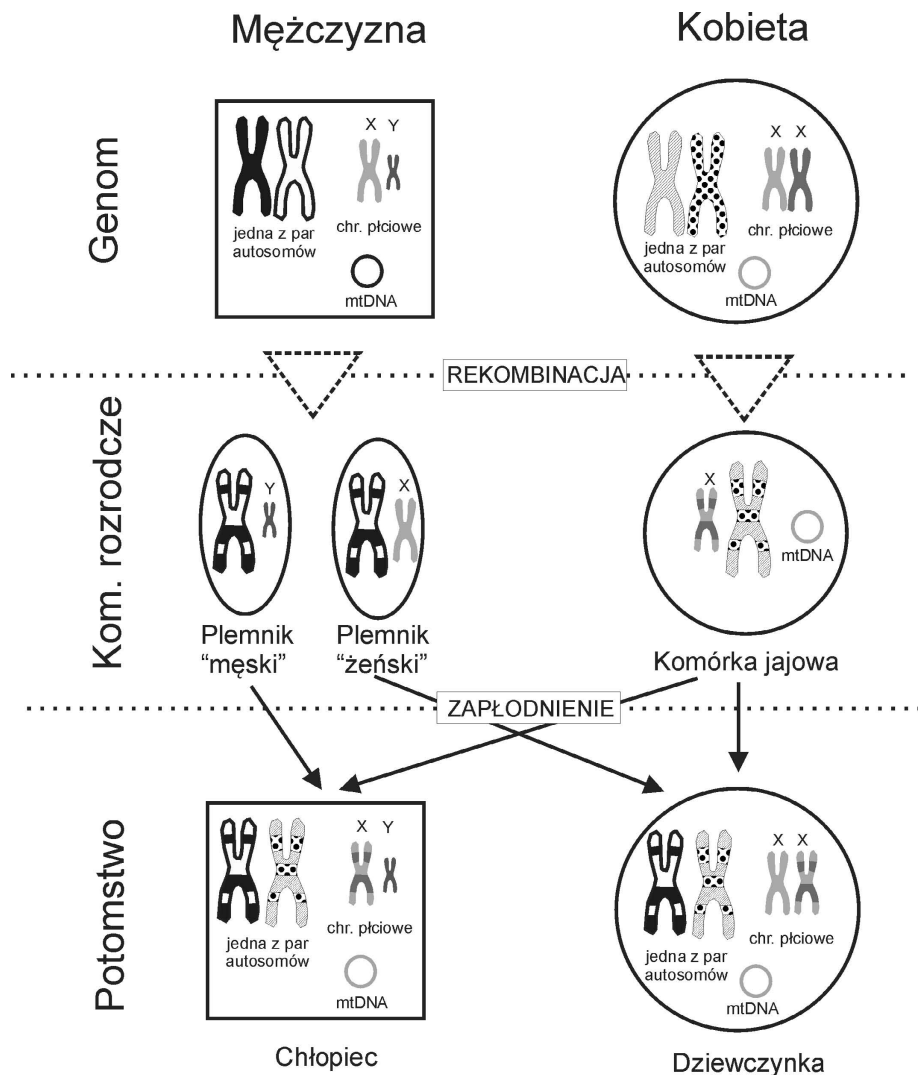 Mężczyzna
Kobieta
Genom
X Y
jedna z par
autosomów
chr. płciowe
mtDNA
X X
jedna z par
autosomów
chr. płciowe
mtDNA
REKOMBINACJA
Kom. rozrodcze
Y
X
X
mtDNA
Plemnik
“męski”
Plemnik
“żeński”
Komórka jajowa
ZAPŁODNIENIE
Potomstwo
X Y
jedna z par
autosomów
chr. płciowe
mtDNA
X X
jedna z par
autosomów
chr. płciowe
mtDNA
Chłopiec
Dziewczynka